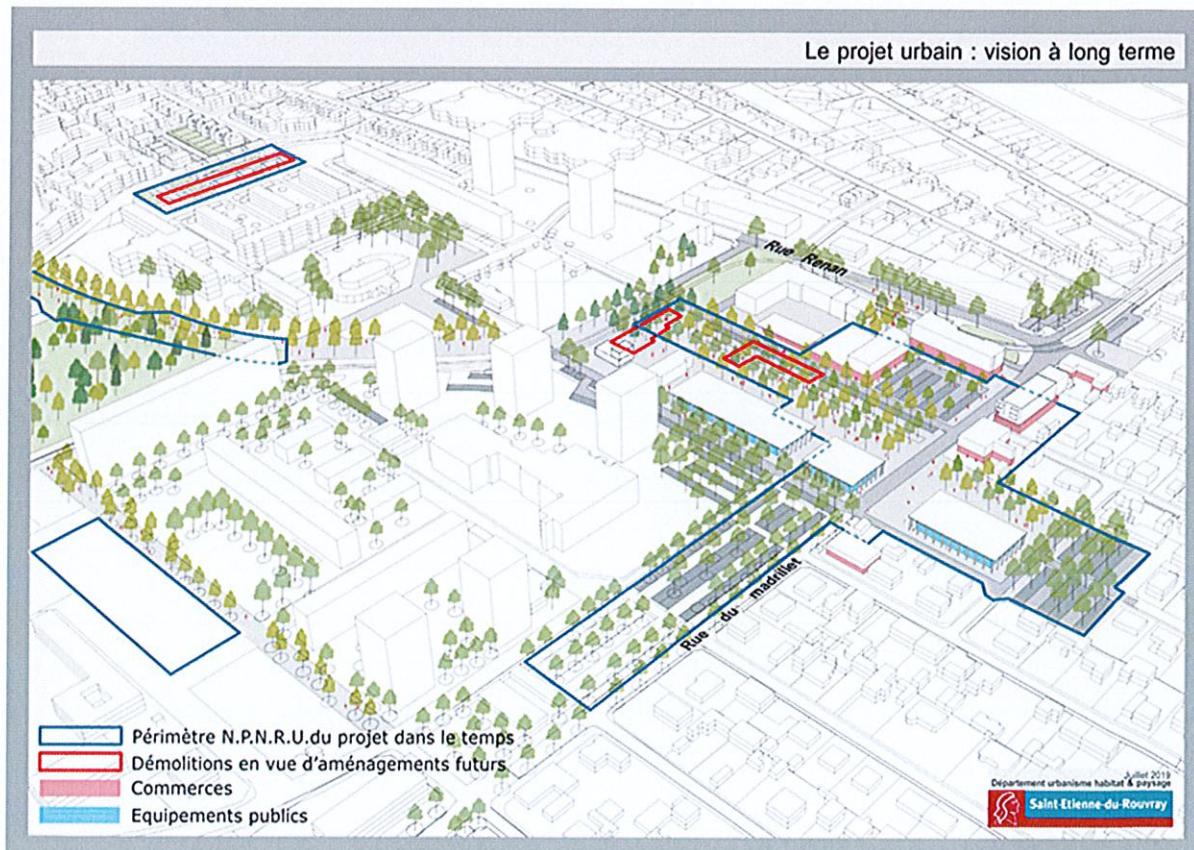 Le projet urbain : vision à long terme
Rue Renan
Rue du madrillet
Périmètre N.P.N.R.U.du projet dans le temps
Démolitions en vue d'aménagements futurs
Commerces
Equipements publics
Juillet 2019
Département urbanisme habitat & paysage
Saint-Etienne-du-Rouvray